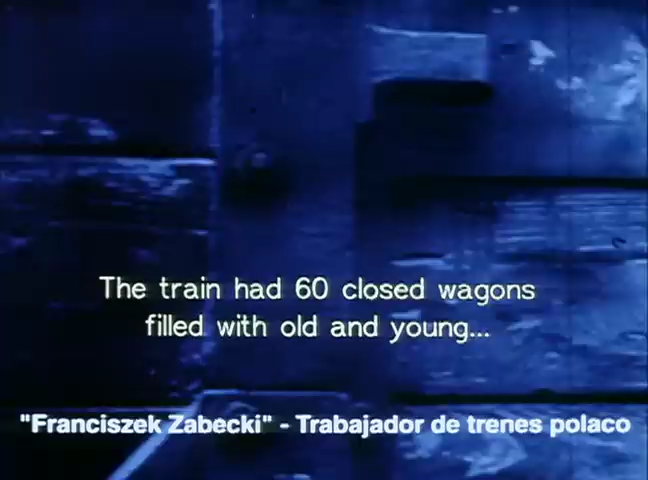 The train had 60 closed wagons
filled with old and young...
"Franciszek Zabecki" - Trabajador de trenes polaco